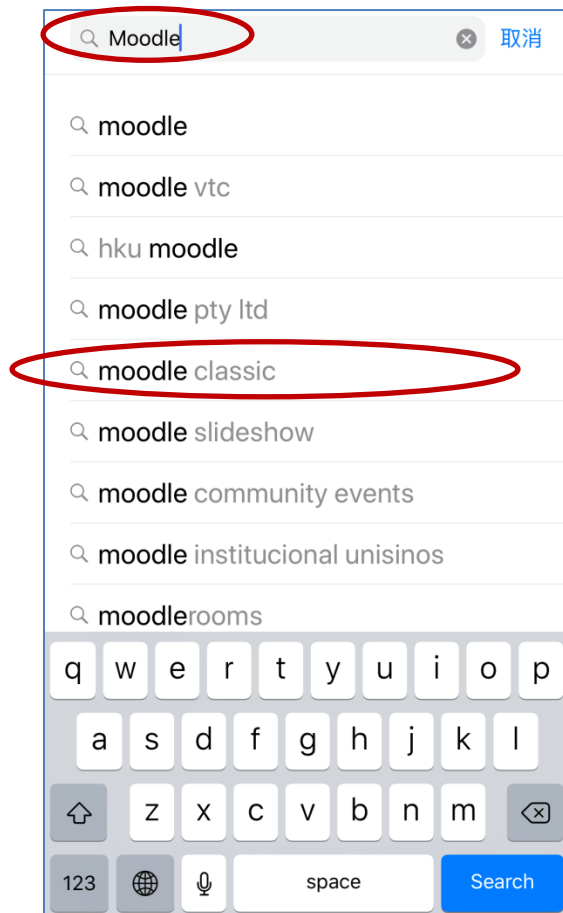 Moodle 取消
moodle
moodle vtc
hku moodle
moodle pty ltd
moodle classic
moodle slideshow
moodle community events
moodle institucional unisinos
moodlerooms
q w e r t y u i o p
a s d f g h j k l
z x c v b n m
123 space Search